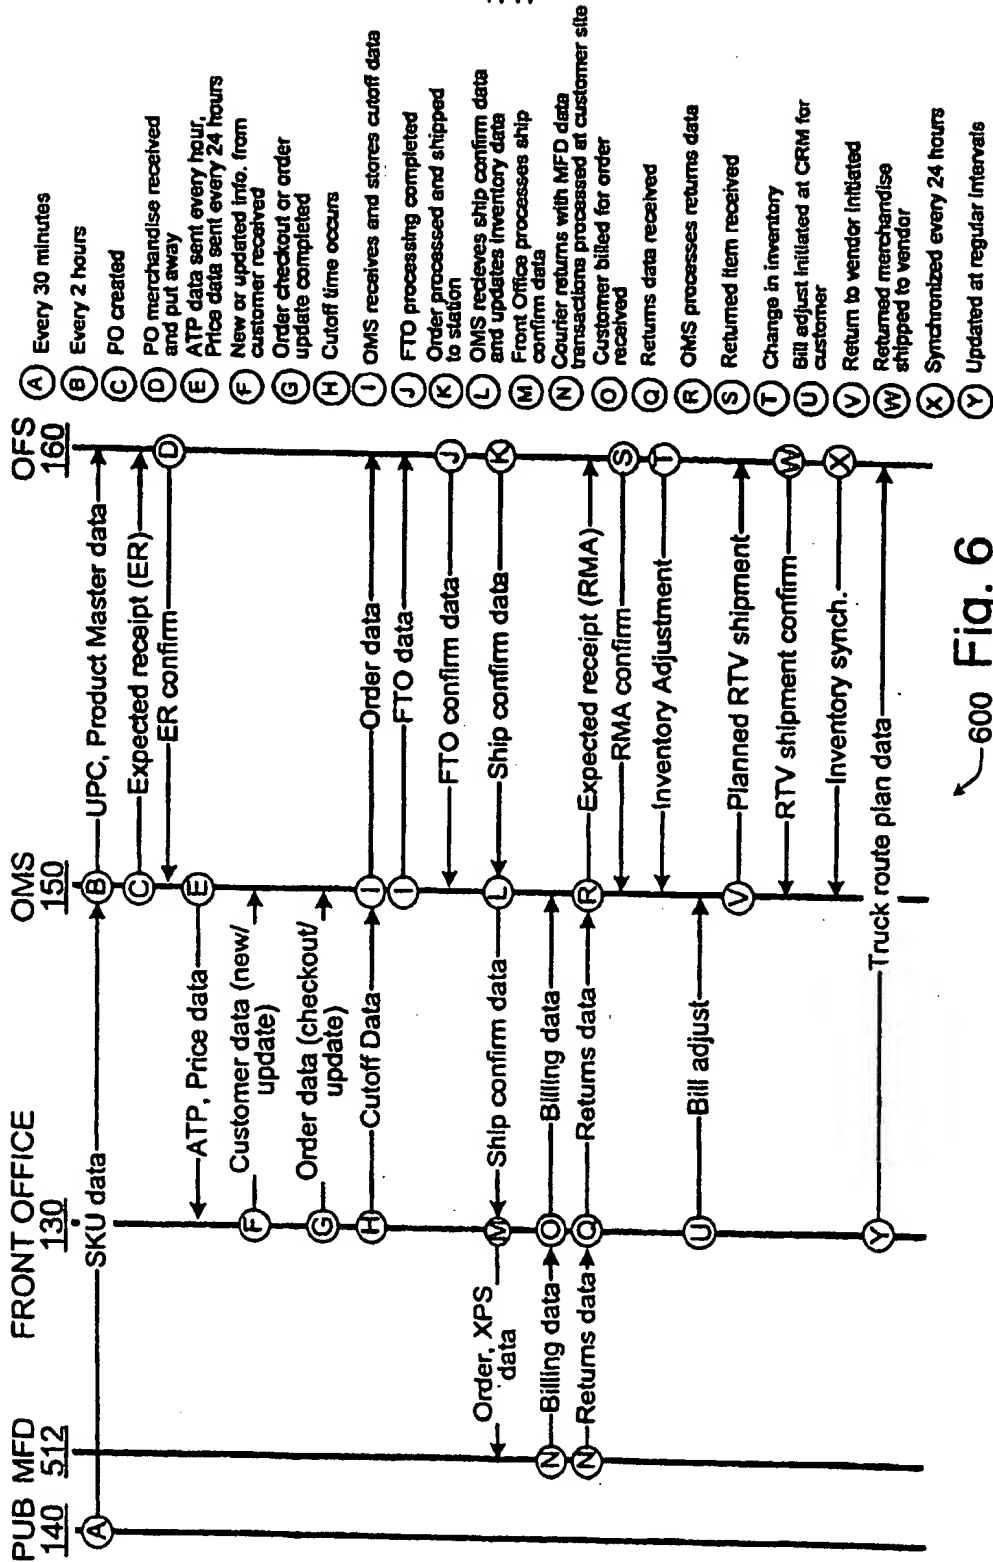 PUB MFD FRONT OFFICE OMS OFS
140 512 130 150 160
A
SKU data
B
UPC, Product Master data
C
Expected receipt (ER)
D
ER confirm
E
ATP, Price data
F
Customer data (new/
update)
G
Order data (checkout/
update)
H
Cutoff Data
I
Order data
I
FTO data
J
FTO confirm data
K
Ship confirm data
L
Ship confirm data
M
Order, XPS
data
N
Billing data
O
Billing data
N
Returns data
Q
Returns data
R
Expected receipt (RMA)
S
RMA confirm
T
Inventory Adjustment
U
Bill adjust
V
Planned RTV shipment
W
RTV shipment confirm
X
Inventory synch.
Y
Truck route plan data
A Every 30 minutes
B Every 2 hours
C PO created
D PO merchandise received
and put away
E ATP data sent every hour,
Price data sent every 24 hours
F New or updated info. from
customer received
G Order checkout or order
update completed
H Cutoff time occurs
I OMS receives and stores cutoff data
J FTO processing completed
K Order processed and shipped
to station
L OMS recieves ship confirm data
and updates inventory data
M Front Office processes ship
confirm data
N Courier returns with MFD data
transactions processed at customer site
O Customer billed for order
received
Q Returns data received
R OMS processes returns data
S Returned item received
T Change in inventory
U Bill adjust initiated at CRM for
customer
V Return to vendor initiated
W Returned merchandise
shipped to vendor
X Synchronized every 24 hours
Y Updated at regular intervals
600 Fig. 6